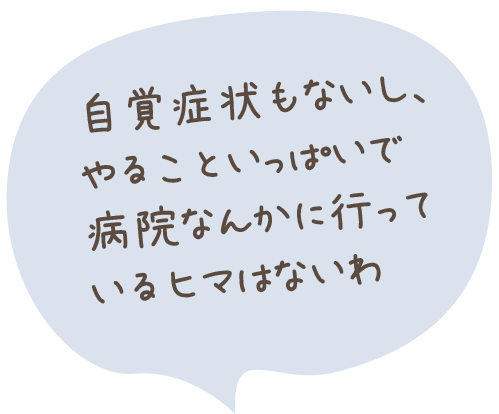 自覚症状もないし、
やることいっぱいで
病院なんかに行って
いるヒマはないわ